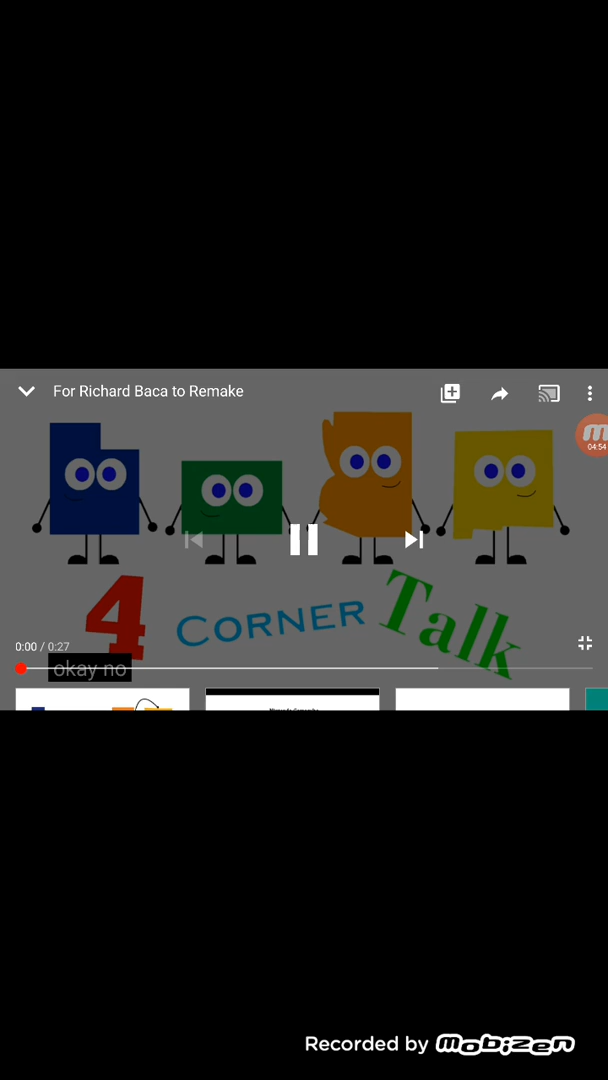 For Richard Baca to Remake
04:54
4 CORNER Talk
0:00 / 0:27
okay no
Recorded by mobizen